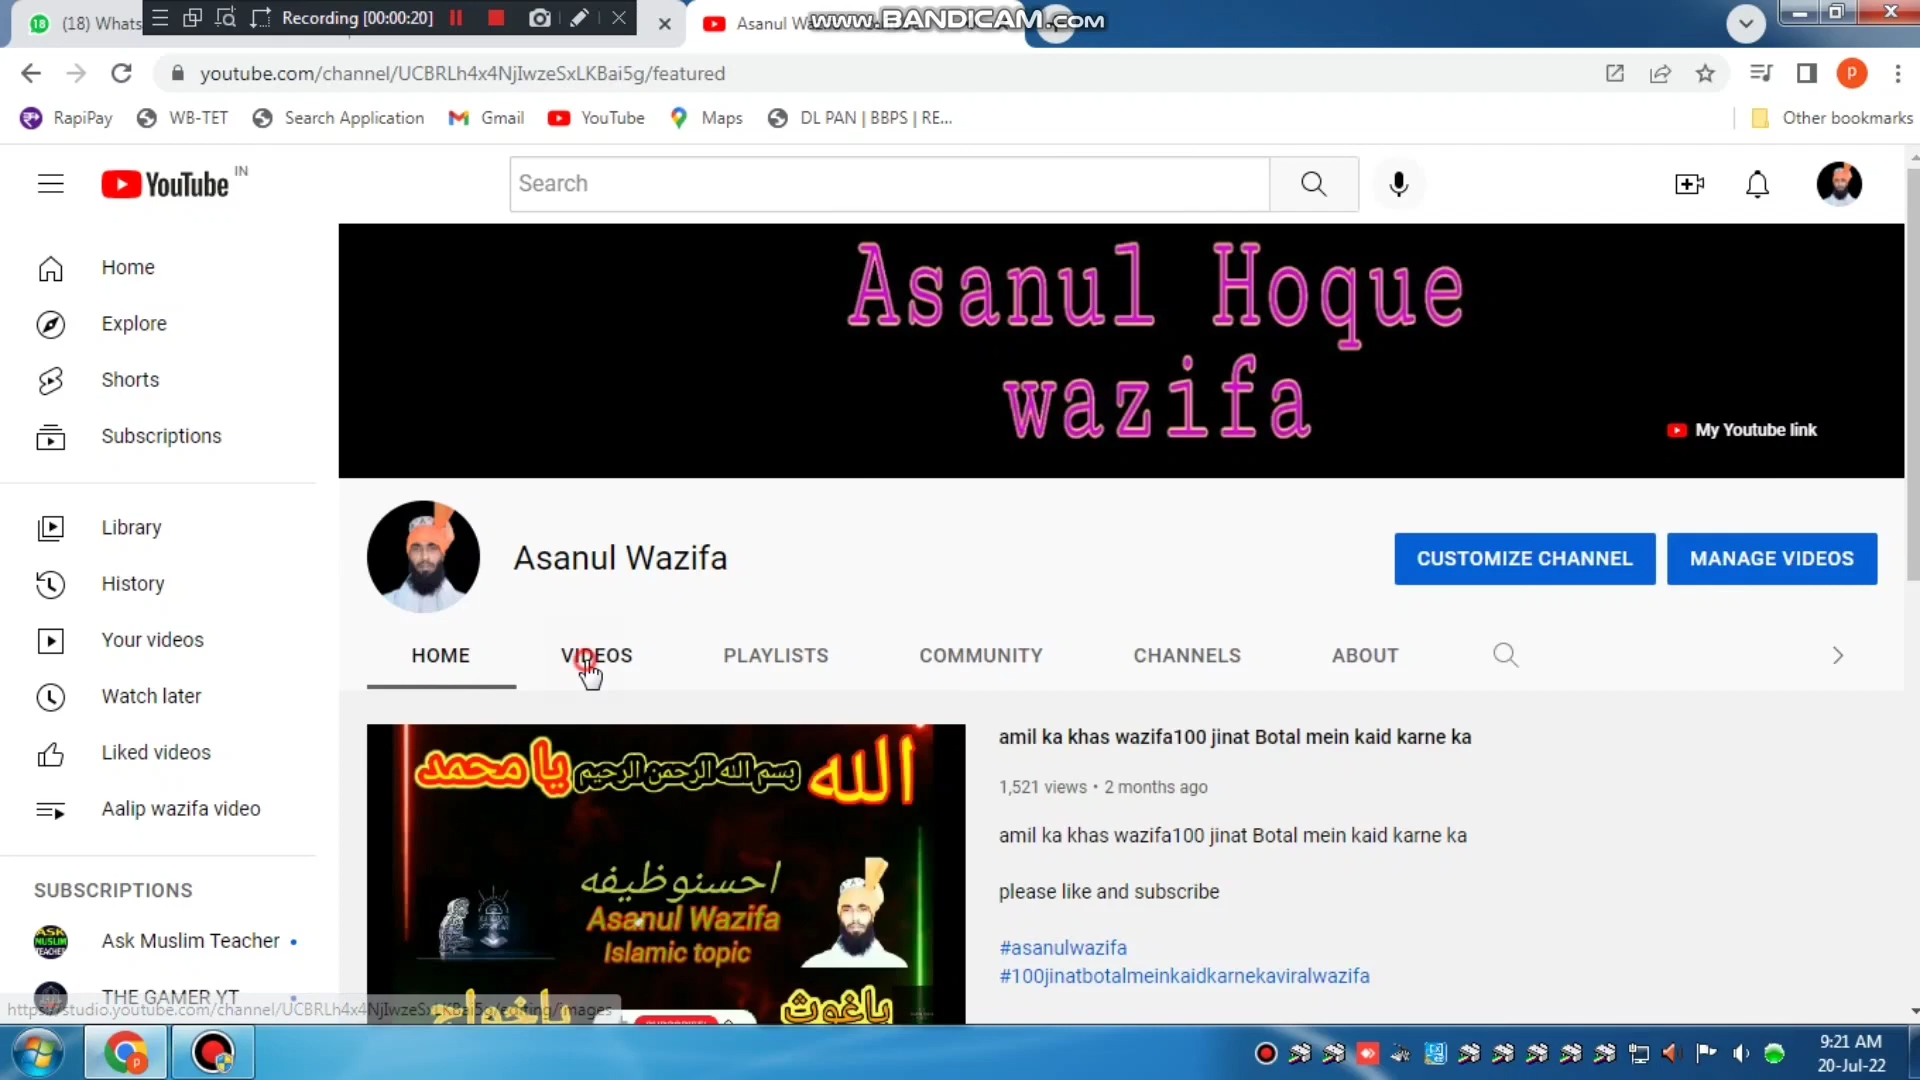 (18) Whats
Recording [00:00:20]
Asanul Wa
www.BANDICAM.COM
youtube.com/channel/UCBRLh4x4NjIwzeSxLKBai5g/featured
P
RapiPay
WB-TET
Search Application
Gmail
YouTube
Maps
DL PAN | BBPS | RE...
Other bookmarks
YouTube IN
Search
Home
Explore
Shorts
Subscriptions
Library
History
Your videos
Watch later
Liked videos
Aalip wazifa video
SUBSCRIPTIONS
ASK MUSLIM TEACHER
Ask Muslim Teacher
THE GAMER YT
Asanul Hoque
wazifa
My Youtube link
Asanul Wazifa
CUSTOMIZE CHANNEL
MANAGE VIDEOS
HOME
VIDEOS
PLAYLISTS
COMMUNITY
CHANNELS
ABOUT
الله
بسم الله الرحمن الرحيم
يا محمد
احسنو وظيفه
Asanul Wazifa
Islamic topic
ياغوث
amil ka khas wazifa100 jinat Botal mein kaid karne ka
1,521 views • 2 months ago
amil ka khas wazifa100 jinat Botal mein kaid karne ka
please like and subscribe
#asanulwazifa
#100jinatbotalmeinkaidkarnekaviralwazifa
https://studio.youtube.com/channel/UCBRLh4x4NjIwzeSxLKBai5g/editing/images
9:21 AM
20-Jul-22